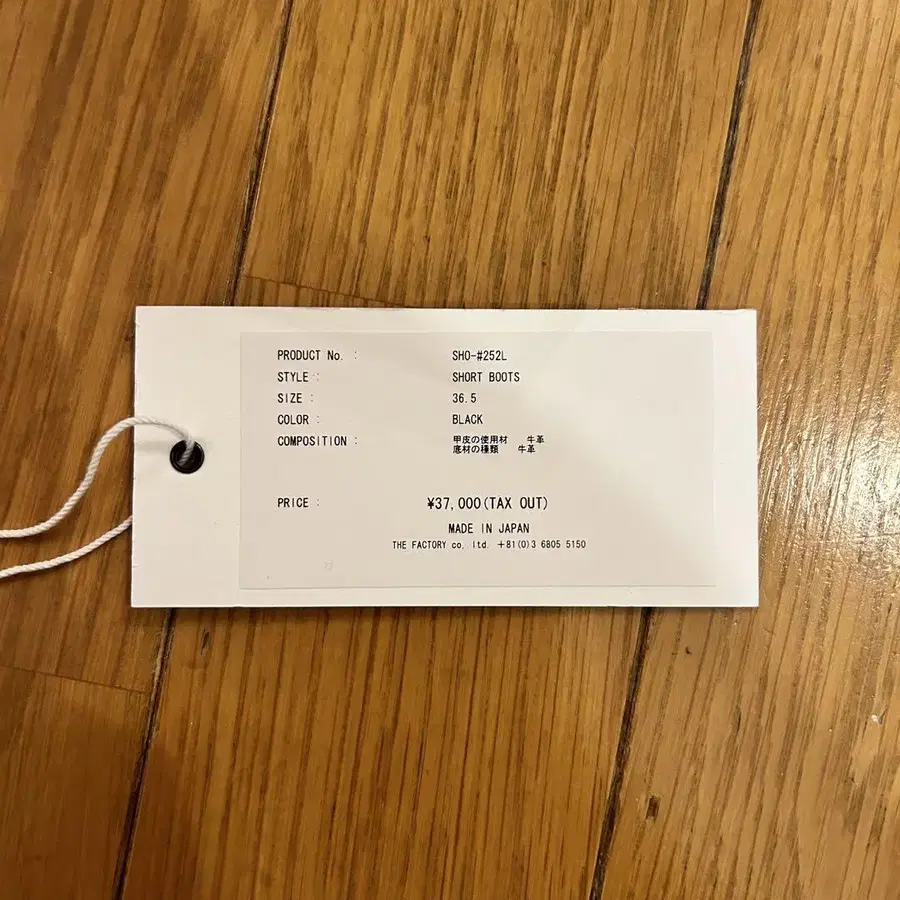 PRODUCT No. : SHO-#252L
STYLE : SHORT BOOTS
SIZE : 36.5
COLOR : BLACK
COMPOSITION : 甲皮の使用材 牛革
底材の種類 牛革
PRICE : ¥37,000(TAX OUT)
MADE IN JAPAN
THE FACTORY co. ltd. +81(0)3 6805 5150